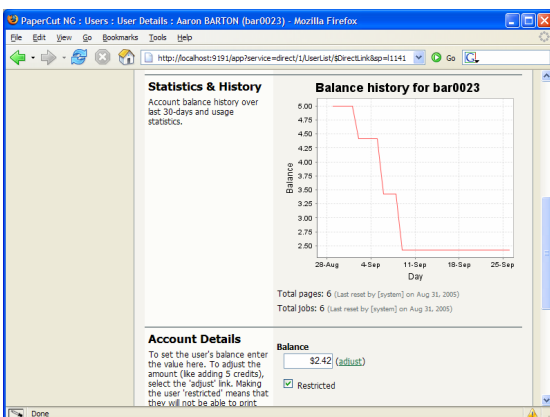 PaperCut NG : Users : User Details : Aaron BARTON (bar0023) - Mozilla Firefox
File Edit View Go Bookmarks Tools Help
http://localhost:9191/app?service=direct/1/UserList/$DirectLink&sp=l1141 Go G
Statistics & History
Account balance history over
last 30-days and usage
statistics.
Balance history for bar0023
Balance
5.00
4.75
4.50
4.25
4.00
3.75
3.50
3.25
3.00
2.75
2.50
28-Aug 4-Sep 11-Sep 18-Sep 25-Sep
Day
Total pages: 6 (Last reset by [system] on Aug 31, 2005)
Total jobs: 6 (Last reset by [system] on Aug 31, 2005)
Account Details
To set the user's balance enter
the value here. To adjust the
amount (like adding 5 credits),
select the 'adjust' link. Making
the user 'restricted' means that
they will not be able to print
Balance
$2.42 (adjust)
Restricted
Done